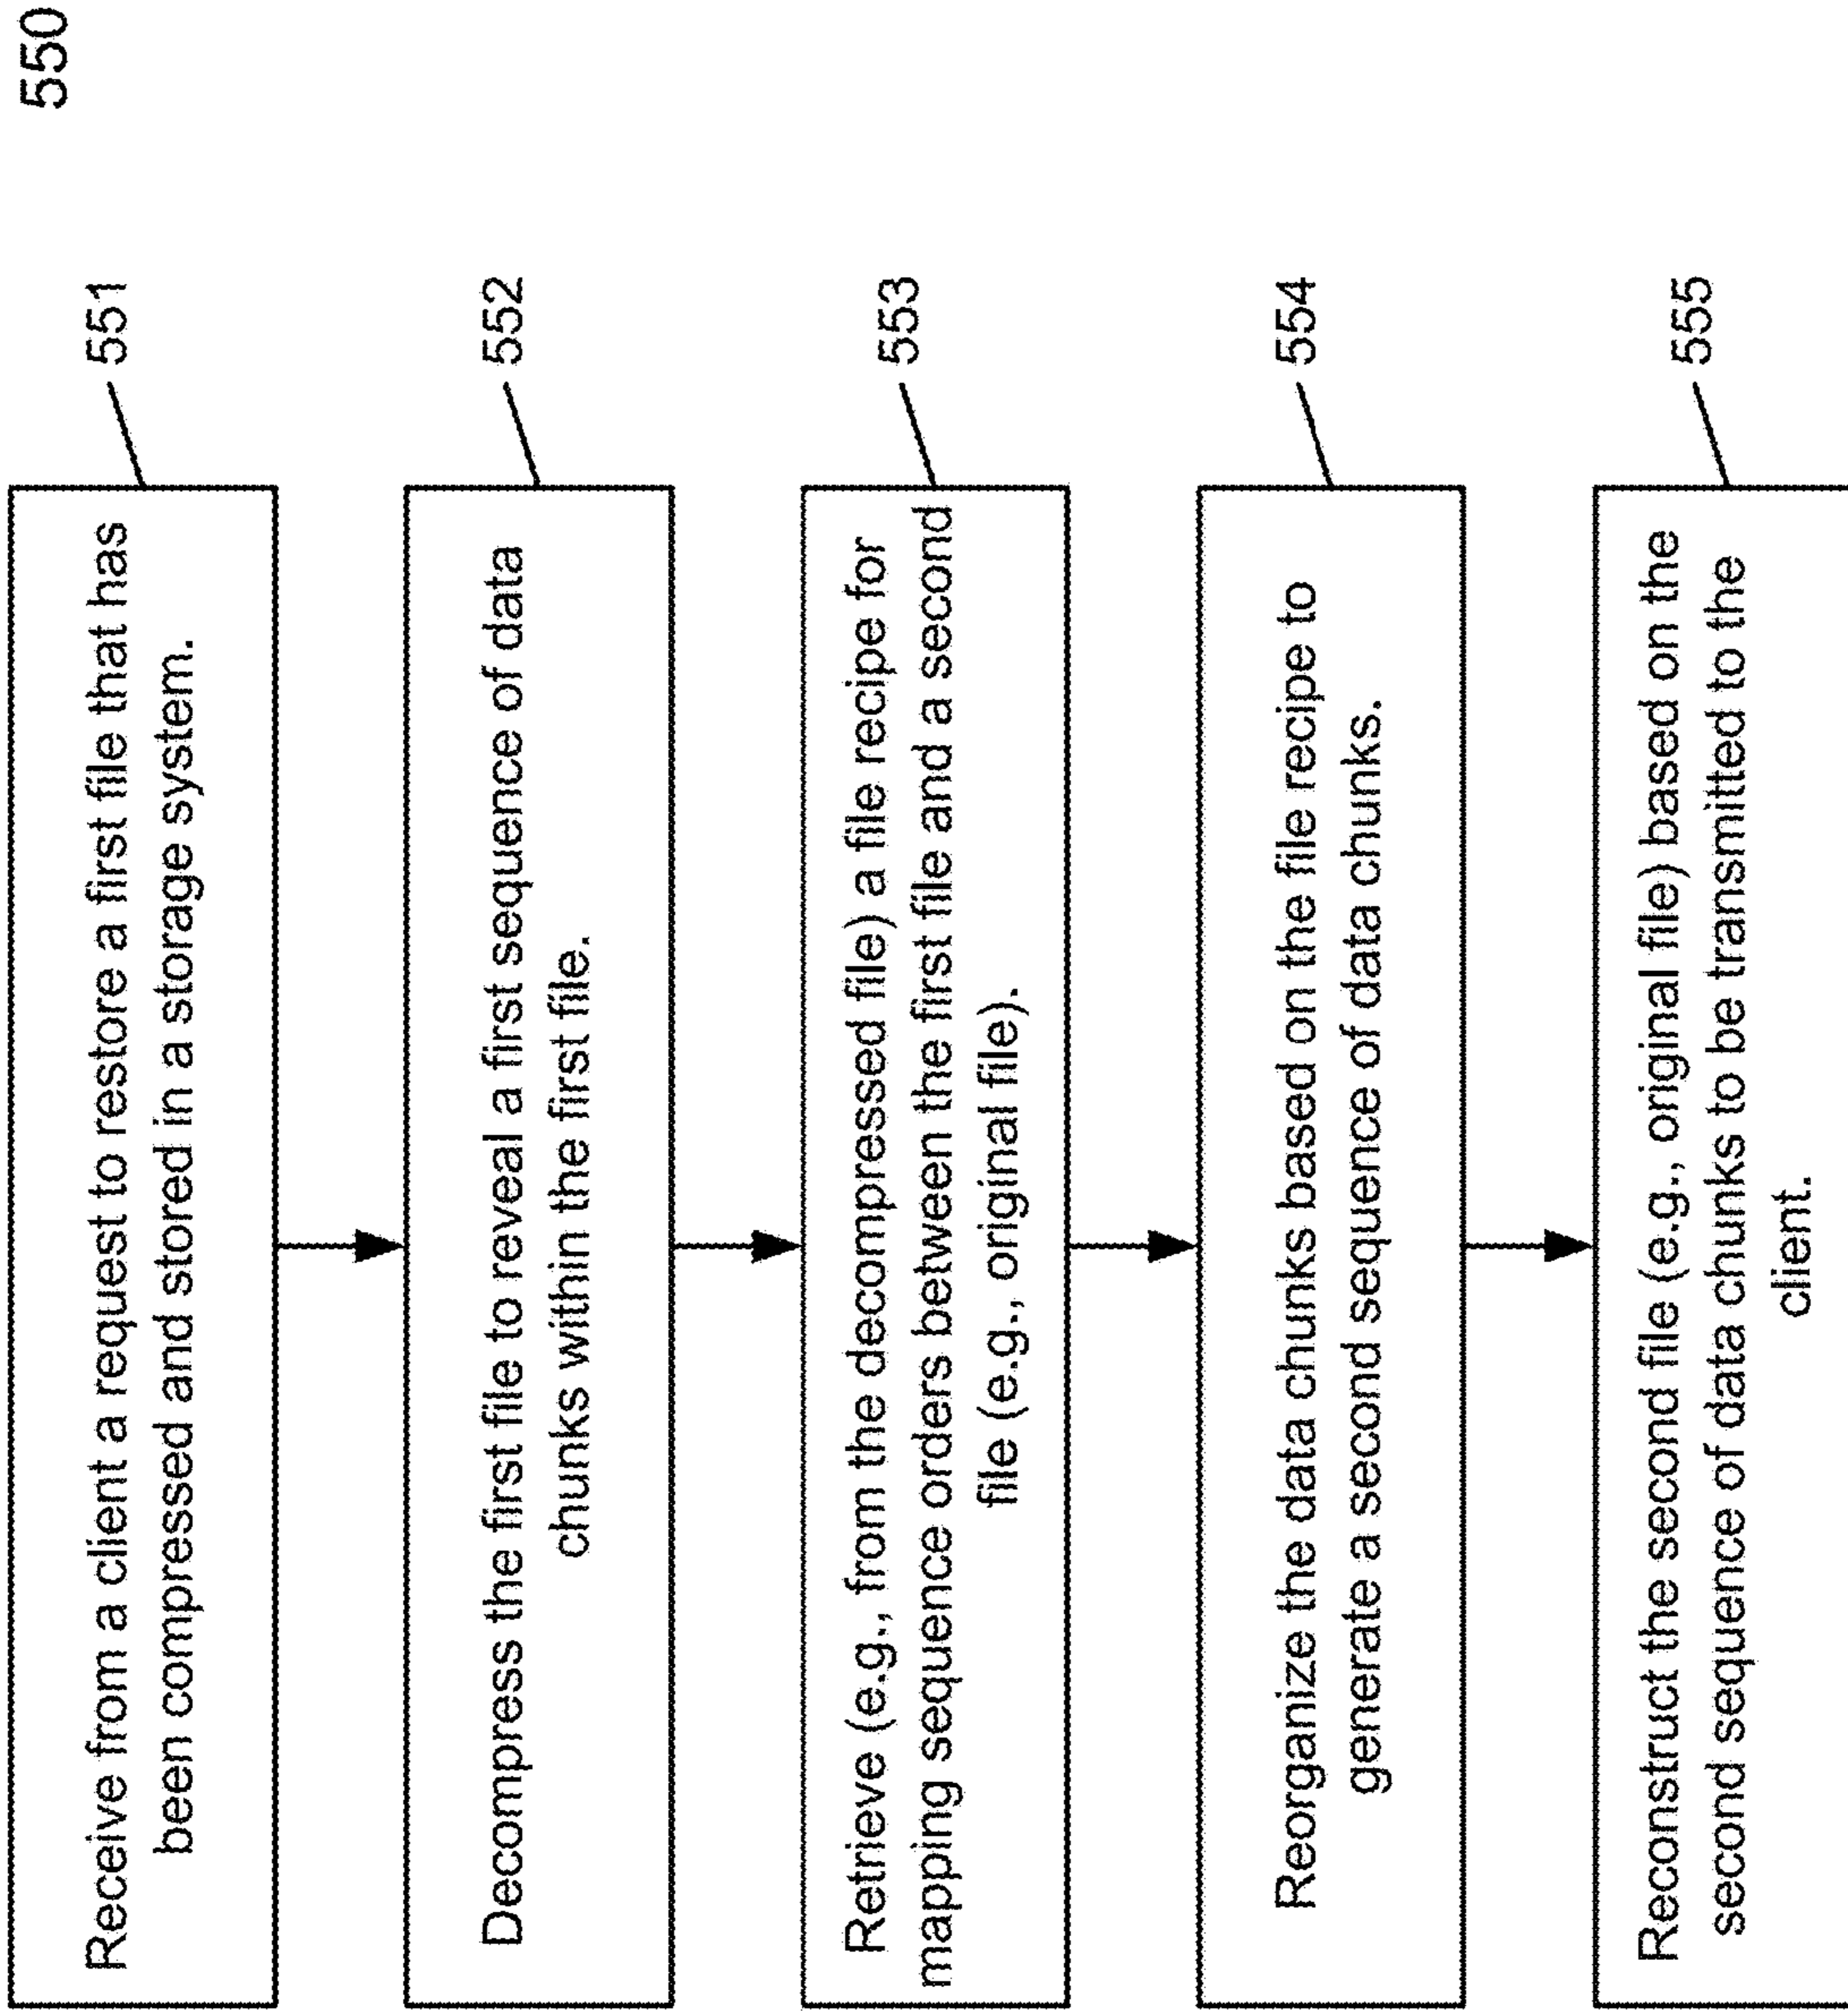 550
Receive from a client a request to restore a first file that has
been compressed and stored in a storage system.
551
Decompress the first file to reveal a first sequence of data
chunks within the first file.
552
Retrieve (e.g., from the decompressed file) a file recipe for
mapping sequence orders between the first file and a second
file (e.g., original file).
553
Reorganize the data chunks based on the file recipe to
generate a second sequence of data chunks.
554
Reconstruct the second file (e.g., original file) based on the
second sequence of data chunks to be transmitted to the
client.
555